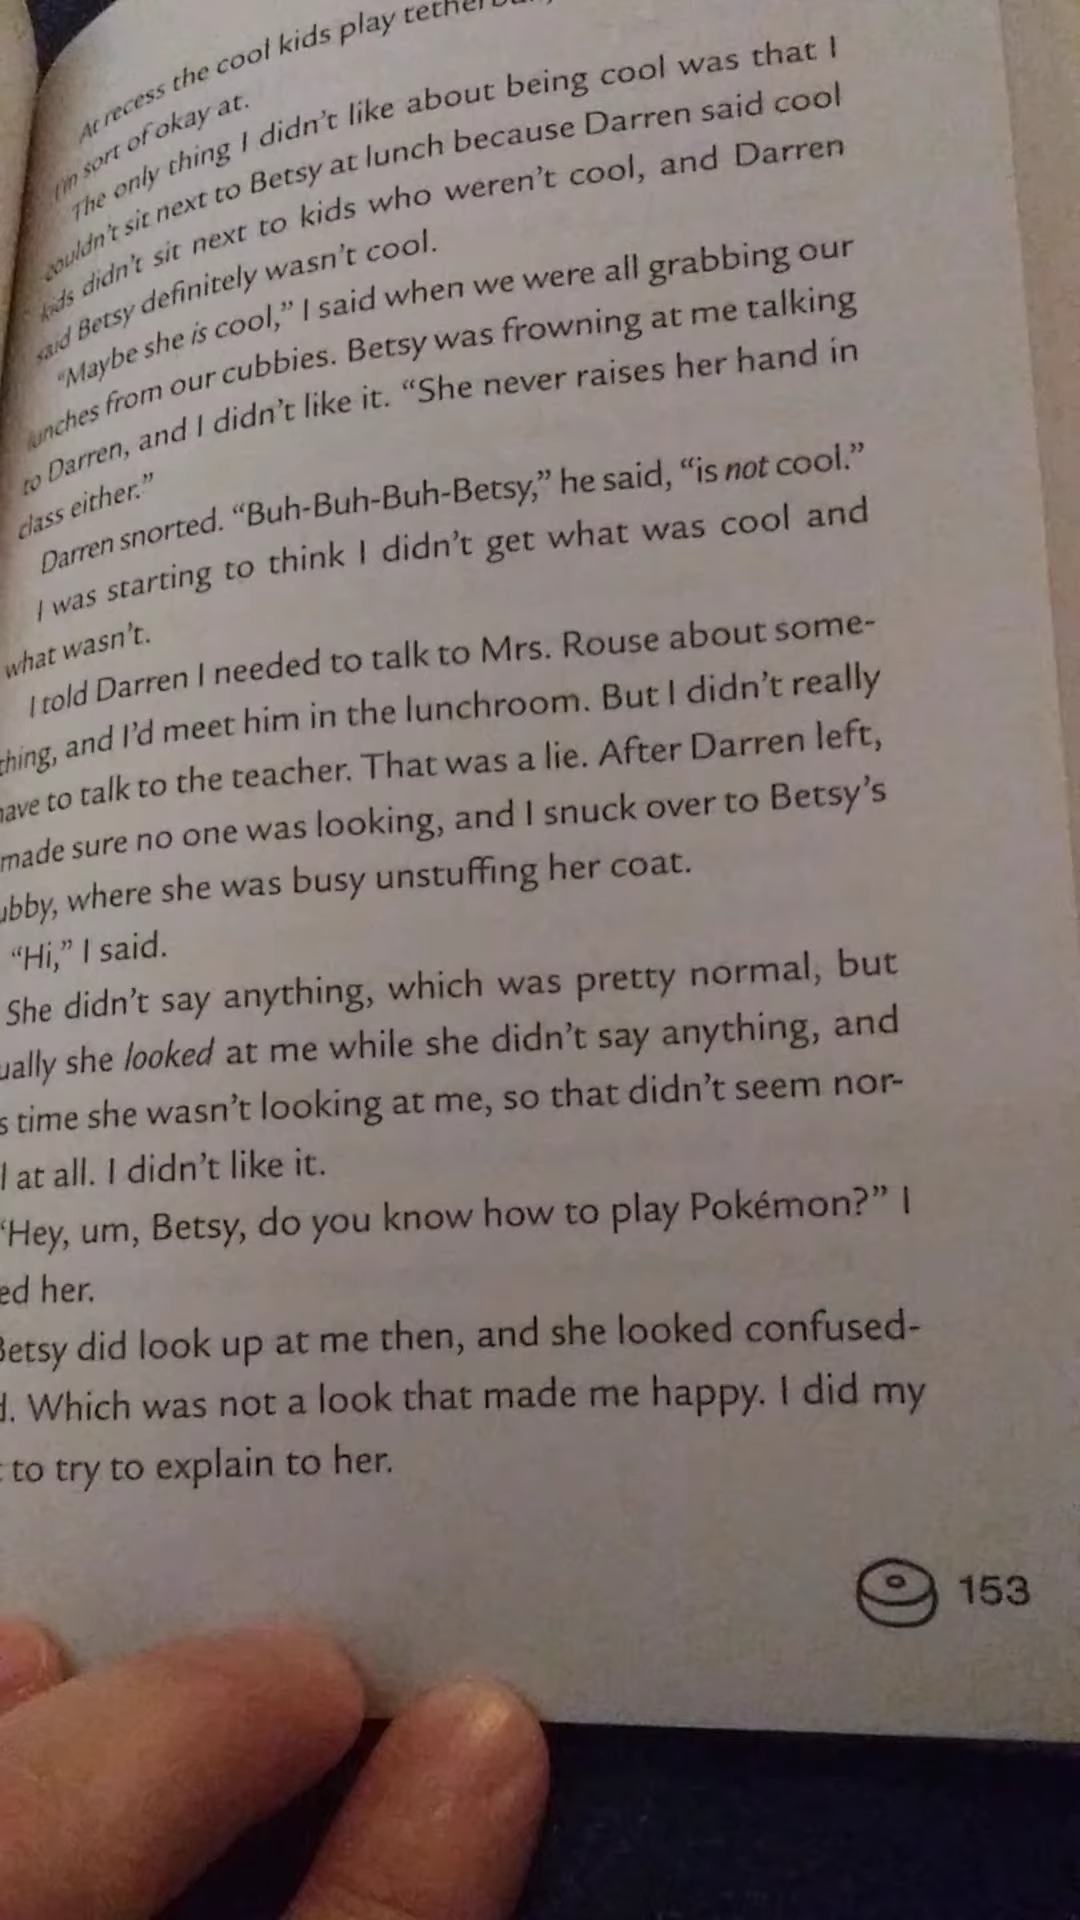 At recess the cool kids play
I'm sort of okay at.
The only thing I didn't like about being cool was that I
couldn't sit next to Betsy at lunch because Darren said cool
kids didn't sit next to kids who weren't cool, and Darren
said Betsy definitely wasn't cool.
“Maybe she is cool,” I said when we were all grabbing our
lunches from our cubbies. Betsy was frowning at me talking
to Darren, and I didn't like it. “She never raises her hand in
class either.”
Darren snorted. “Buh-Buh-Buh-Betsy,” he said, “is not cool.”
I was starting to think I didn't get what was cool and
what wasn't.
I told Darren I needed to talk to Mrs. Rouse about some-
thing, and I'd meet him in the lunchroom. But I didn't really
have to talk to the teacher. That was a lie. After Darren left,
made sure no one was looking, and I snuck over to Betsy's
ubby, where she was busy unstuffing her coat.
“Hi,” I said.
She didn't say anything, which was pretty normal, but
ually she looked at me while she didn't say anything, and
s time she wasn't looking at me, so that didn't seem nor-
l at all. I didn't like it.
“Hey, um, Betsy, do you know how to play Pokémon?” I
ed her.
Betsy did look up at me then, and she looked confused-
d. Which was not a look that made me happy. I did my
to try to explain to her.
153